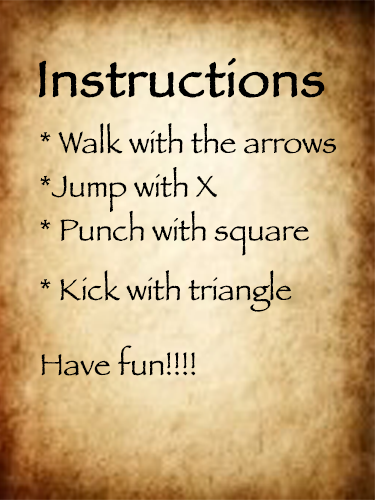 Instructions
* Walk with the arrows
*Jump with X
* Punch with square
* Kick with triangle
Have fun!!!!